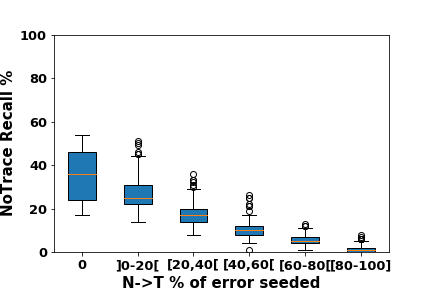 NoTrace Recall %
100
80
60
40
20
0
0 ]0-20[ [20,40[ [40,60[ [60-80[ [80-100]
N->T % of error seeded